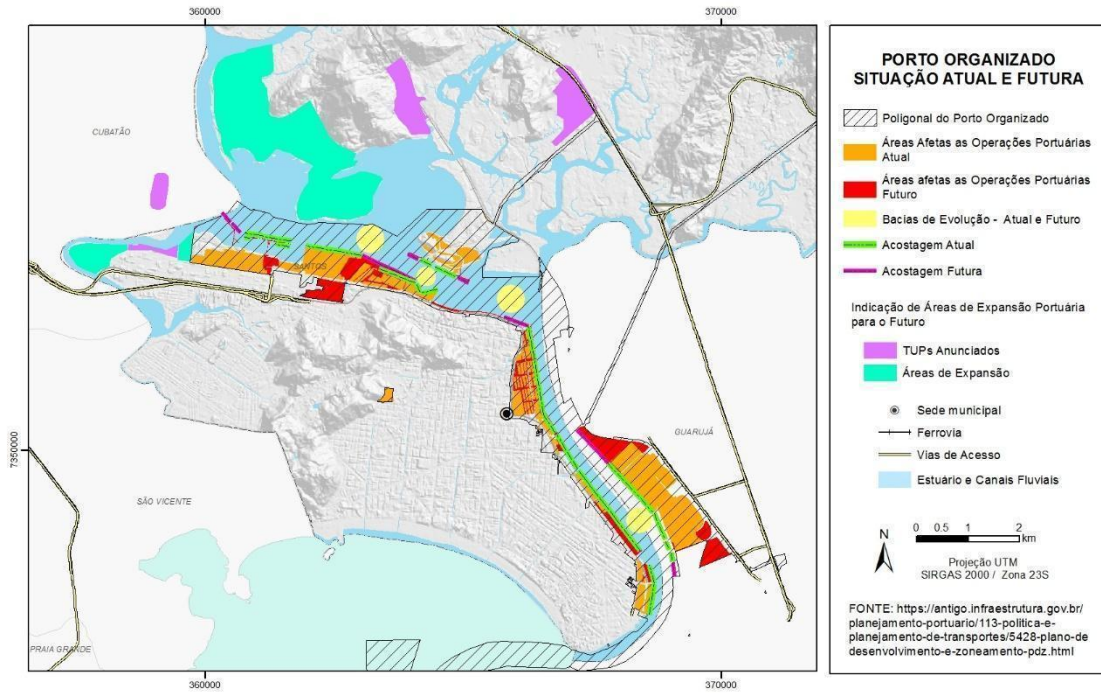 360000
370000
CUBATÃO
SANTOS
GUARUJÁ
7350000
7350000
SÃO VICENTE
PRAIA GRANDE
360000
370000
PORTO ORGANIZADO
SITUAÇÃO ATUAL E FUTURA
Poligonal do Porto Organizado
Áreas Afetas as Operações Portuárias
Atual
Áreas afetas as Operações Portuárias
Futuro
Bacias de Evolução - Atual e Futuro
Acostagem Atual
Acostagem Futura
Indicação de Áreas de Expansão Portuária
para o Futuro
TUPs Anunciados
Áreas de Expansão
Sede municipal
Ferrovia
Vias de Acesso
Estuário e Canais Fluviais
N
0 0.5 1 2
km
Projeção UTM
SIRGAS 2000 / Zona 23S
FONTE: https://antigo.infraestrutura.gov.br/
planejamento-portuario/113-politica-e-
planejamento-de-transportes/5428-plano-de
desenvolvimento-e-zoneamento-pdz.html